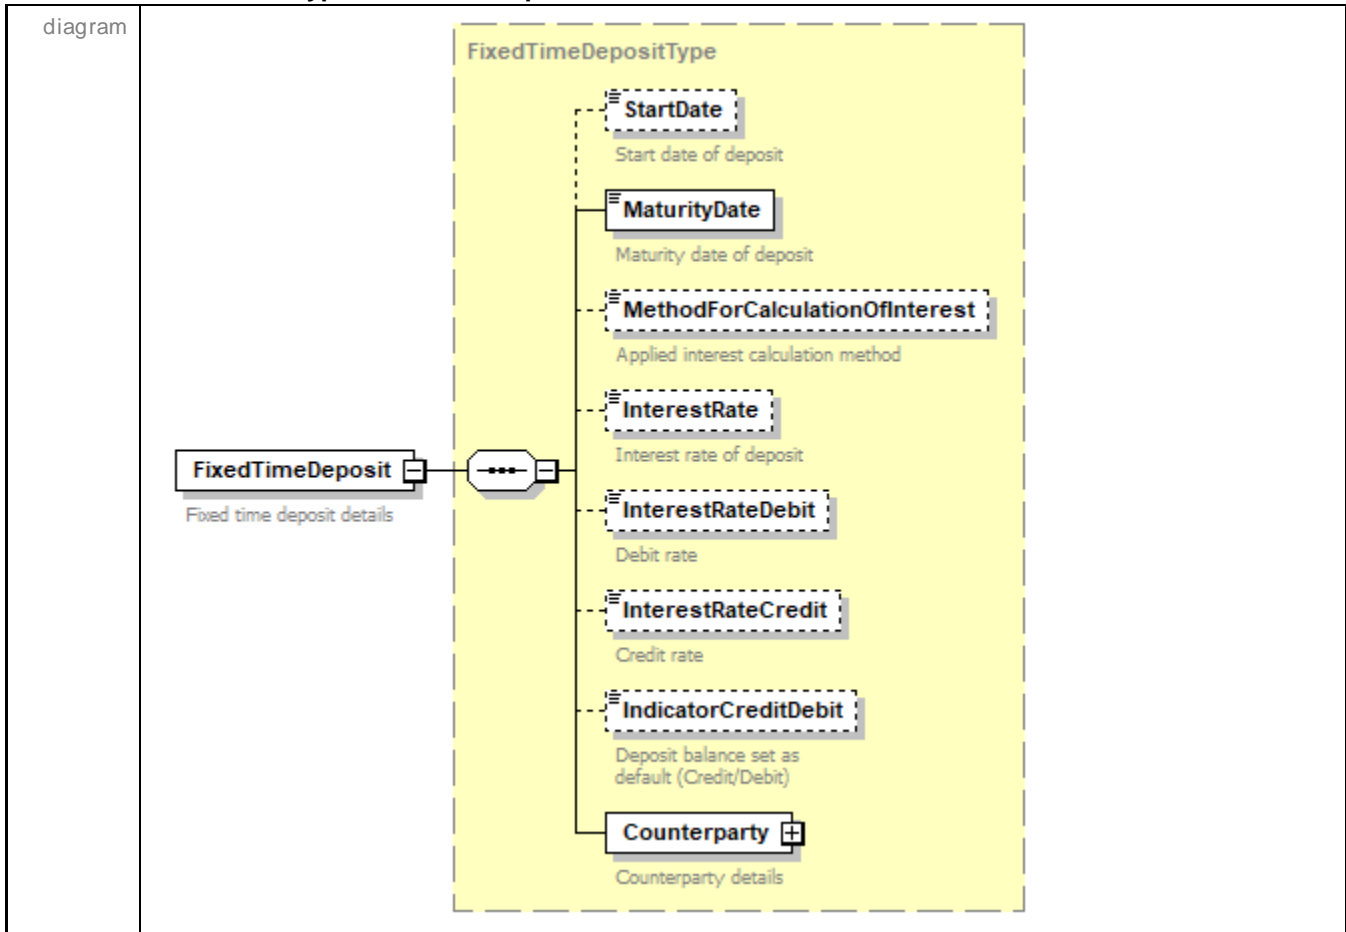 diagram
FixedTimeDepositType
StartDate
Start date of deposit
MaturityDate
Maturity date of deposit
MethodForCalculationOfInterest
Applied interest calculation method
InterestRate
Interest rate of deposit
FixedTimeDeposit
Fixed time deposit details
InterestRateDebit
Debit rate
InterestRateCredit
Credit rate
IndicatorCreditDebit
Deposit balance set as
default (Credit/Debit)
Counterparty
Counterparty details